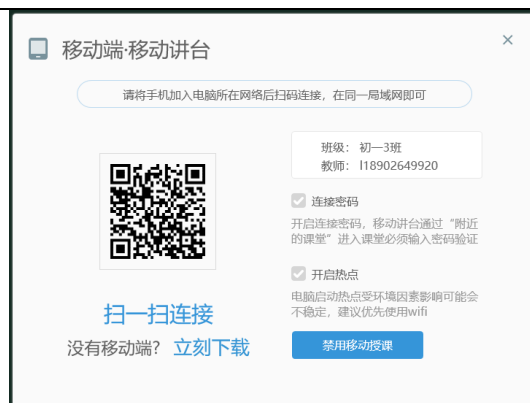 移动端·移动讲台
×
请将手机加入电脑所在网络后扫码连接，在同一局域网即可
班级： 初一3班
教师： l18902649920
连接密码
开启连接密码，移动讲台通过“附近
的课堂”进入课堂必须输入密码验证
开启热点
电脑启动热点受环境因素影响可能会
不稳定，建议优先使用wifi
禁用移动授课
扫一扫连接
没有移动端？ 立刻下载